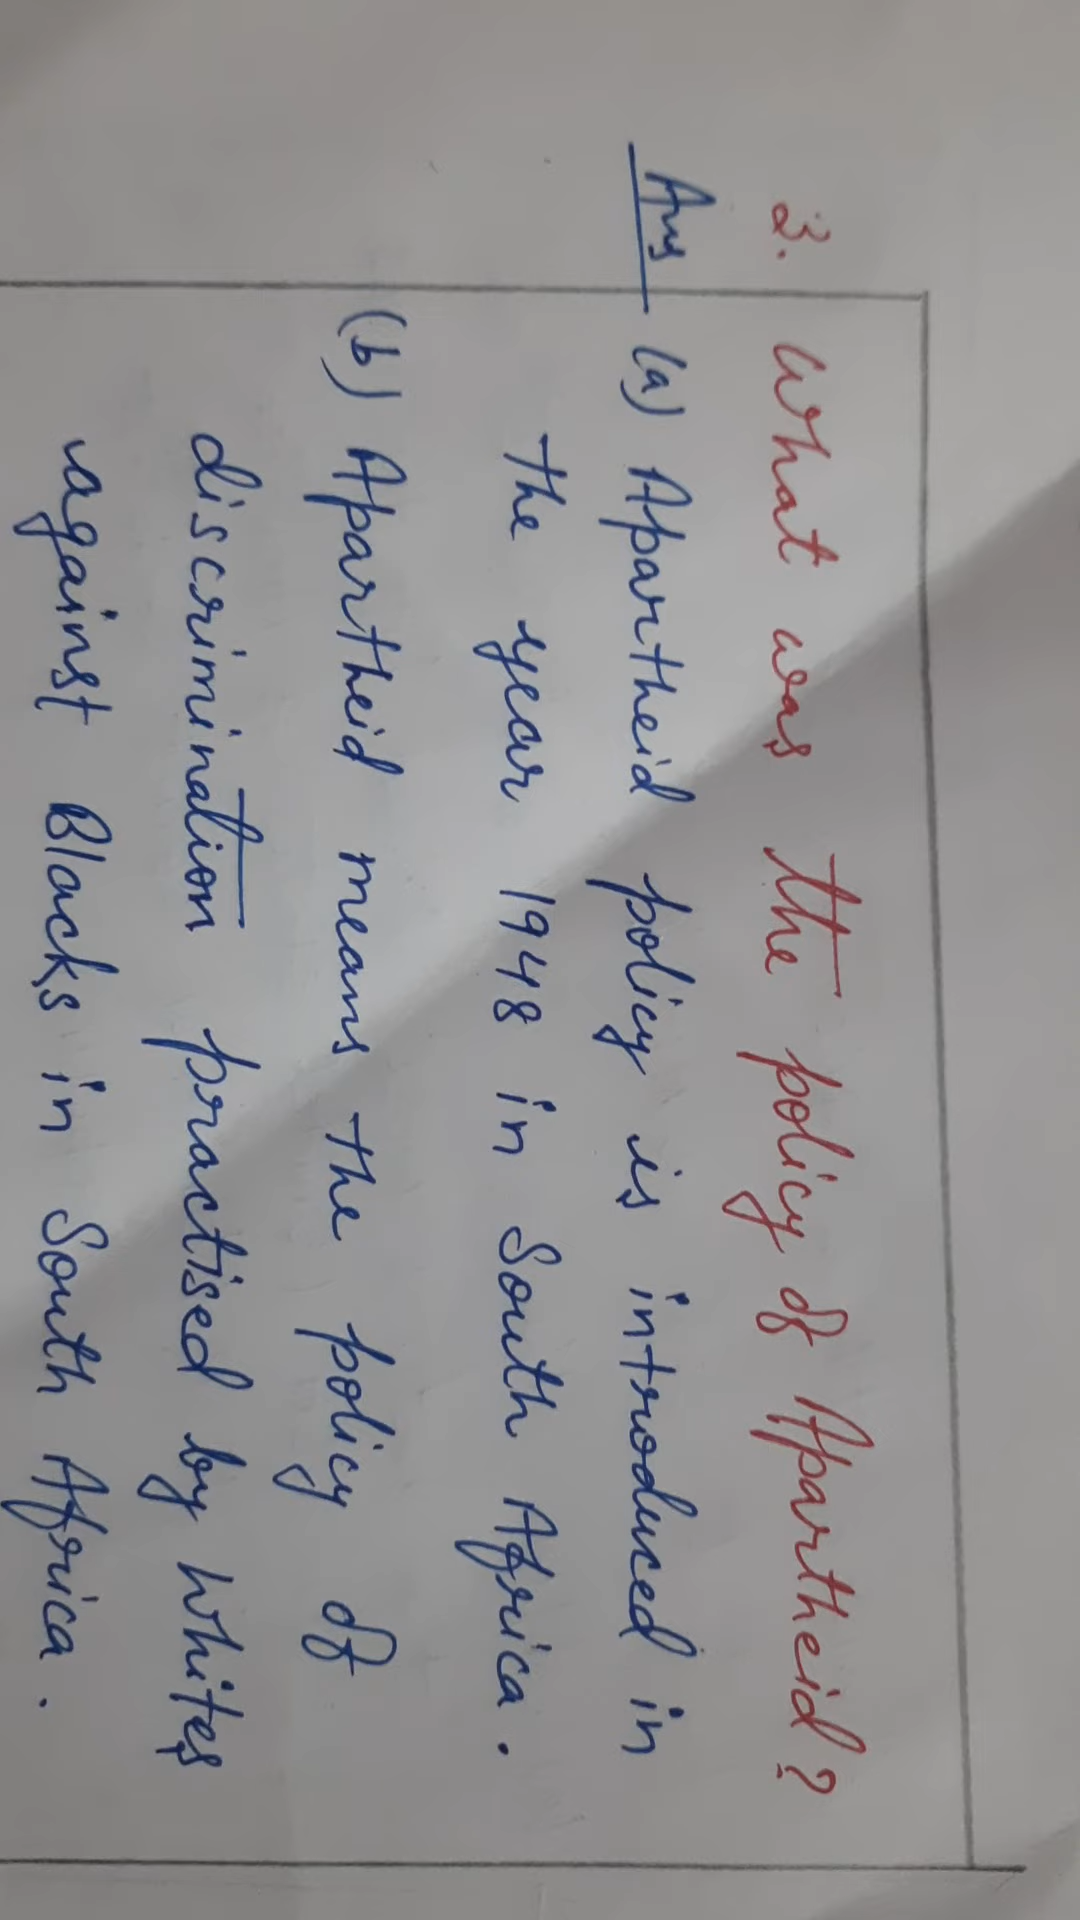 3. What was the policy of Apartheid?
Ans (a) Apartheid policy is introduced in
the year 1948 in South Africa.
(b) Apartheid means the policy of
discrimination practised by whites
against Blacks in South Africa.